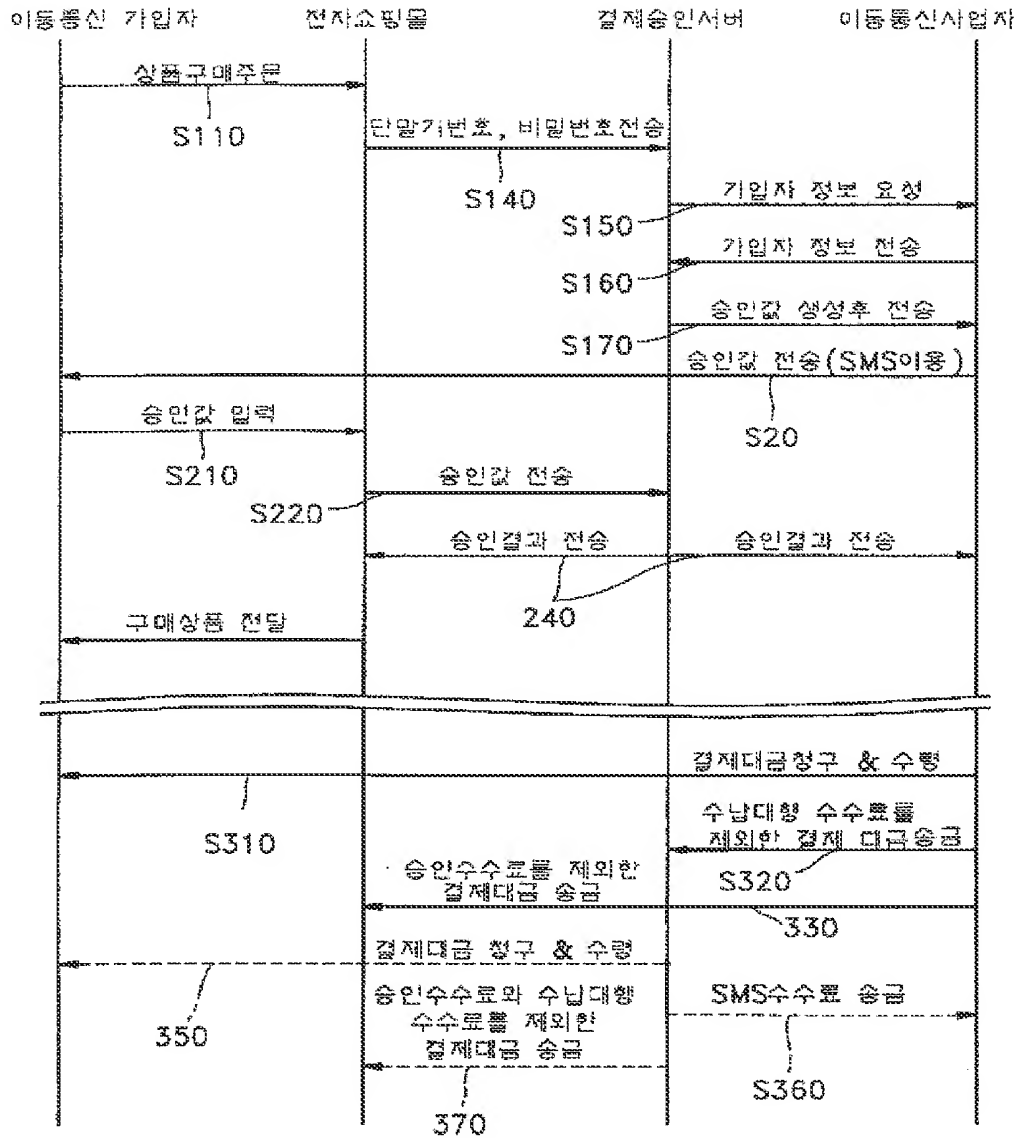 이동통신 가입자
전자쇼핑몰
결제승인서버
이동통신사업자
상품구매주문
S110
단말기번호, 비밀번호전송
S140
가입자 정보 요청
S150
가입자 정보 전송
S160
승인값 생성후 전송
S170
승인값 전송(SMS이용)
S20
승인값 입력
S210
승인값 전송
S220
승인결과 전송
승인결과 전송
240
구매상품 전달
결제대금청구 & 수령
S310
수납대행 수수료를
제외한 결제 대금송금
S320
승인수수료를 제외한
결제대금 송금
330
결제대금 청구 & 수령
350
SMS수수료 송금
S360
승인수수료와 수납대행
수수료를 제외한
결제대금 송금
370